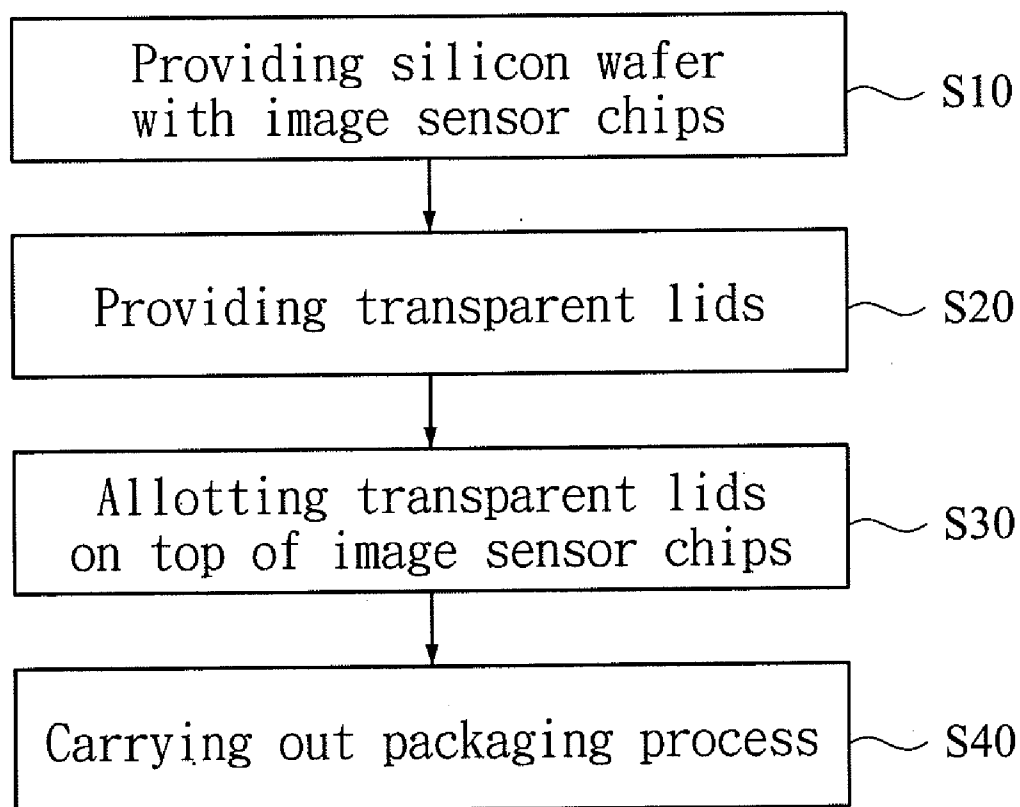 Providing silicon wafer
with image sensor chips
S10
Providing transparent lids
S20
Allotting transparent lids
on top of image sensor chips
S30
Carrying out packaging process
S40